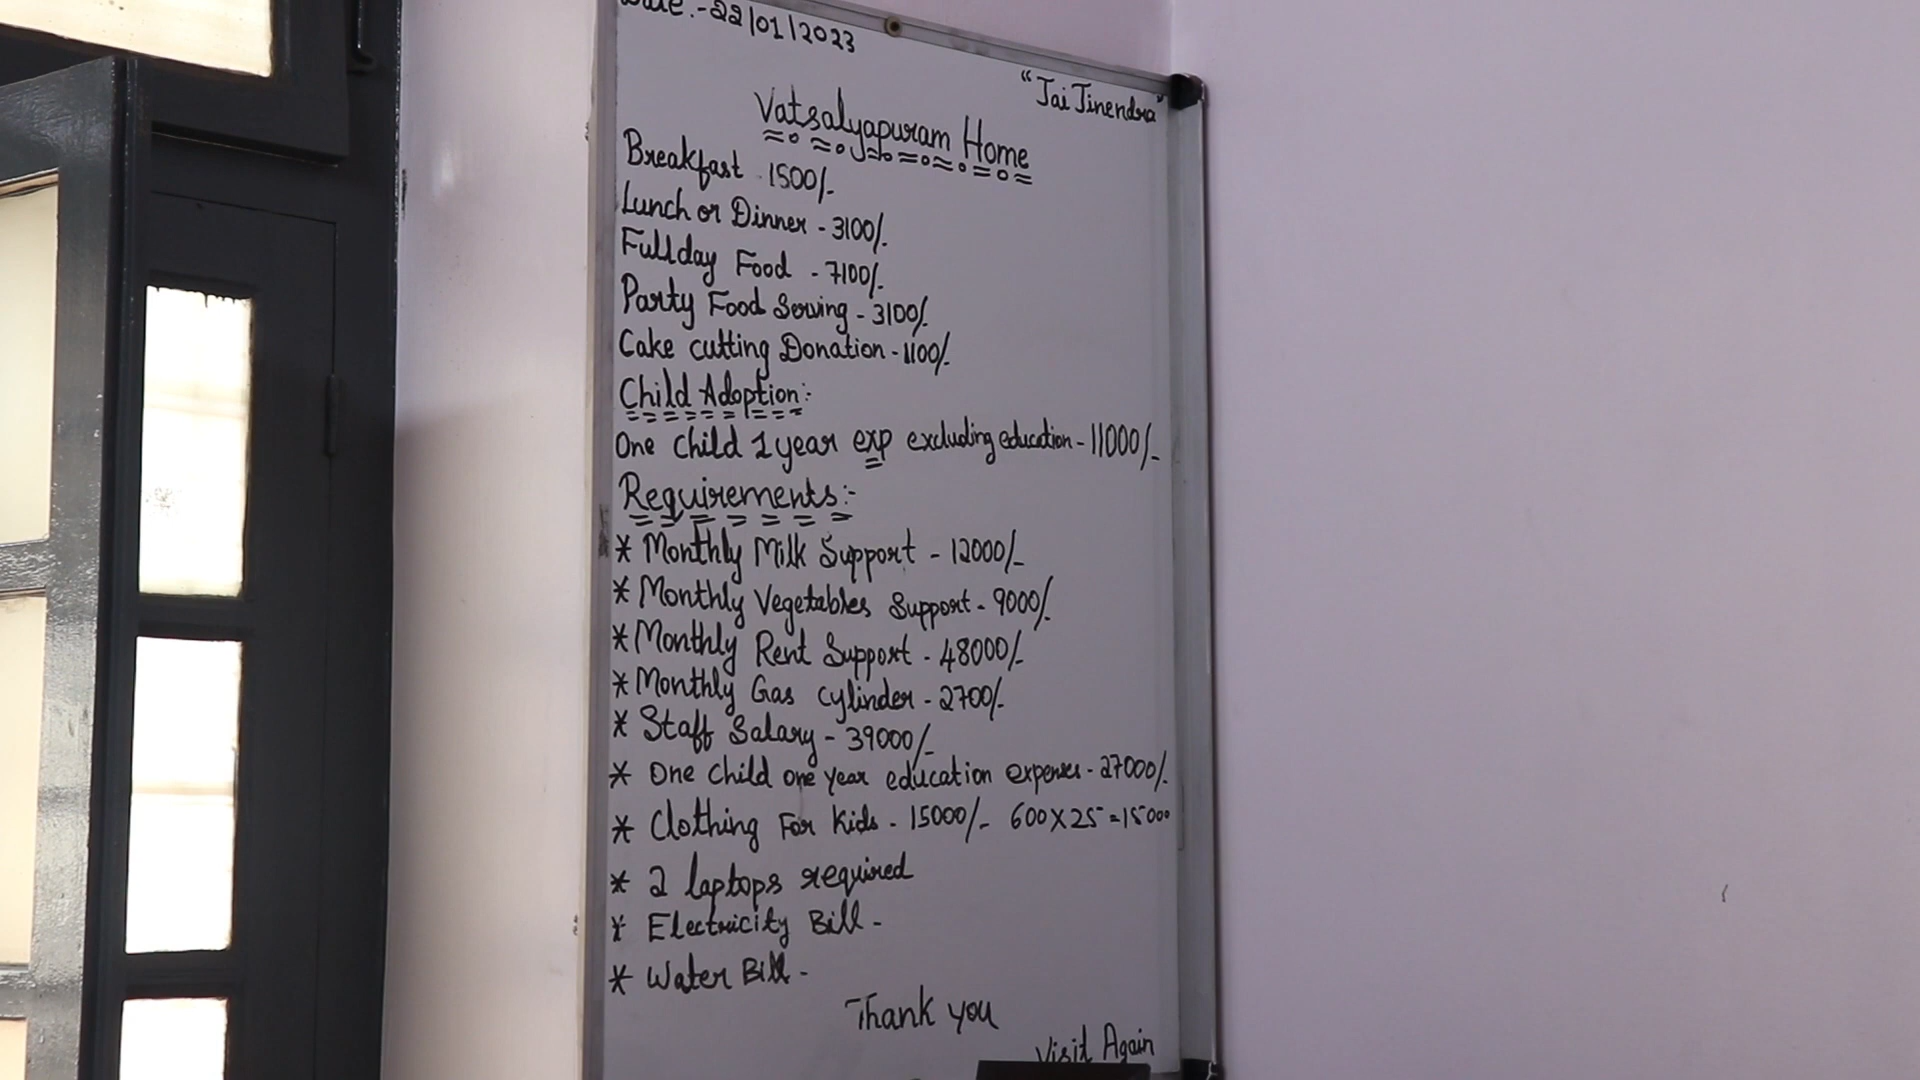 Date:-22/01/2023
"Jai Jinendra"
Vatsalyapuram Home
Breakfast - 1500/-
Lunch or Dinner - 3100/-
Fullday Food - 7100/-
Party Food Serving - 3100/-
Cake cutting Donation - 1100/-
Child Adoption:-
One child 1 year exp excluding education - 11000/-
Requirements:-
* Monthly Milk Support - 12000/-
* Monthly Vegetables Support - 9000/-
* Monthly Rent Support - 48000/-
* Monthly Gas cylinder - 2700/-
* Staff Salary - 39000/-
* One child one year education expenses - 27000/-
* Clothing For Kids - 15000/- 600 X 25 = 15000
* 2 laptops required
* Electricity Bill -
* Water Bill -
Thank you
Visit Again